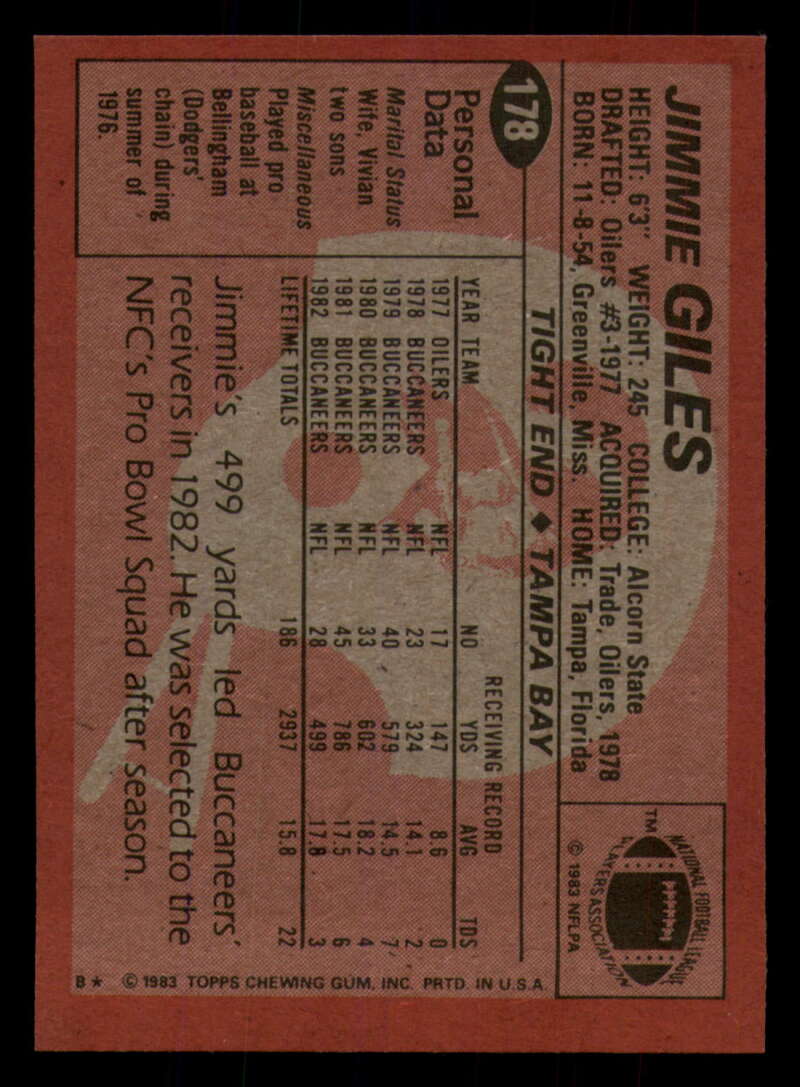 178
JIMMIE GILES
HEIGHT: 6'3" WEIGHT: 245 COLLEGE: Alcorn State
DRAFTED: Oilers #3-1977 ACQUIRED: Trade, Oilers, 1978
BORN: 11-8-54, Greenville, Miss. HOME: Tampa, Florida
TIGHT END ♦ TAMPA BAY
NATIONAL FOOTBALL LEAGUE
PLAYERS ASSOCIATION
TM
© 1983 NFLPA
Personal
Data
Marital Status
Wife, Vivian
two sons
Miscellaneous
Played pro
baseball at
Bellingham
(Dodgers'
chain) during
summer of
1976.
RECEIVING RECORD
YEAR TEAM NO YDS AVG TDS
1977 OILERS NFL 17 147 8.6 0
1978 BUCCANEERS NFL 23 324 14.1 2
1979 BUCCANEERS NFL 40 579 14.5 7
1980 BUCCANEERS NFL 33 602 18.2 4
1981 BUCCANEERS NFL 45 786 17.5 6
1982 BUCCANEERS NFL 28 499 17.8 3
LIFETIME TOTALS 186 2937 15.8 22
Jimmie's 499 yards led Buccaneers'
receivers in 1982. He was selected to the
NFC's Pro Bowl Squad after season.
B★ © 1983 TOPPS CHEWING GUM, INC. PRTD. IN U.S.A.